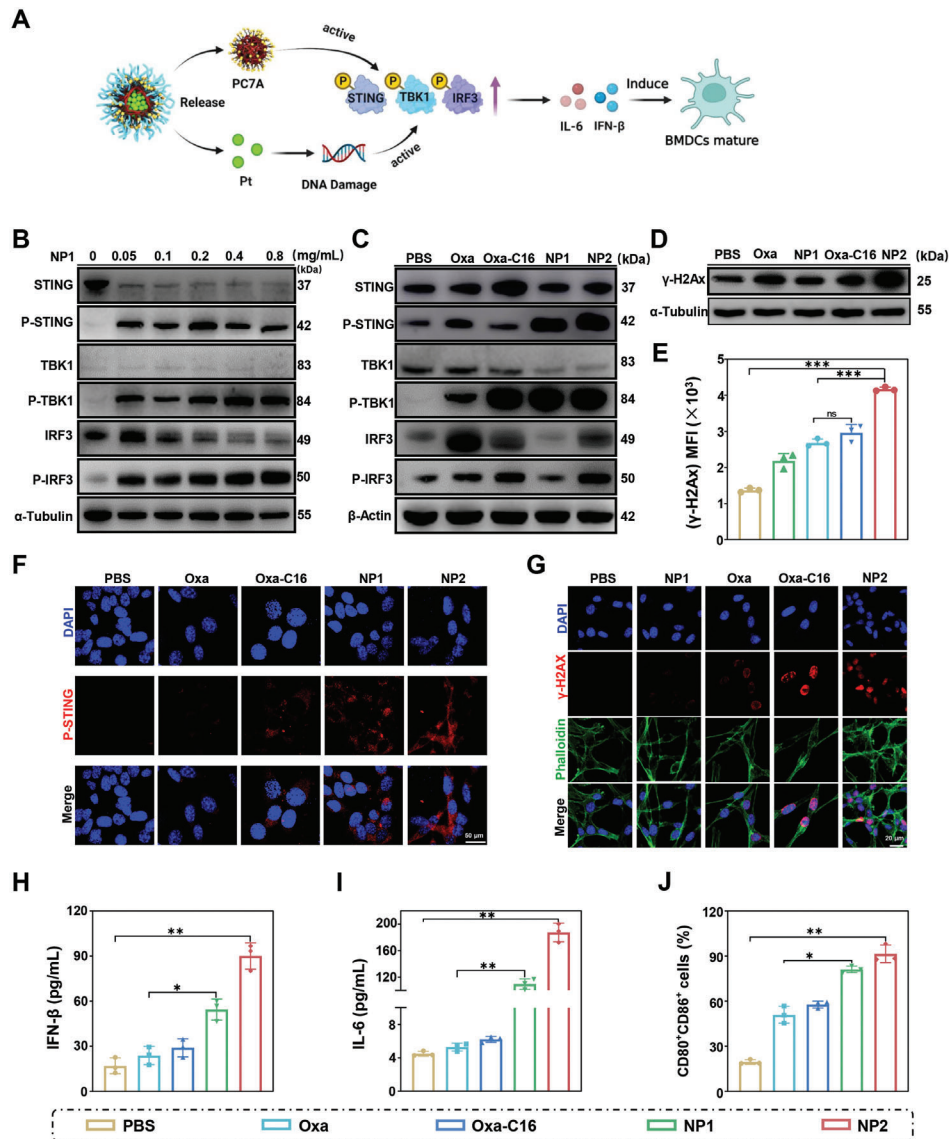 A
active
PC7A
Release
P P P
STING TBK1 IRF3
IL-6 IFN-β
Induce
BMDCs mature
Pt
DNA Damage
active
B
NP1 0 0.05 0.1 0.2 0.4 0.8 (mg/mL)
(kDa)
STING 37
P-STING 42
TBK1 83
P-TBK1 84
IRF3 49
P-IRF3 50
α-Tubulin 55
C
PBS Oxa Oxa-C16 NP1 NP2 (kDa)
STING 37
P-STING 42
TBK1 83
P-TBK1 84
IRF3 49
P-IRF3 50
β-Actin 42
D
PBS Oxa NP1 Oxa-C16 NP2 (kDa)
γ-H2Ax 25
α-Tubulin 55
E
(γ-H2Ax) MFI (×10³)
5
4
3
2
1
0
***
***
ns
F
PBS Oxa Oxa-C16 NP1 NP2
DAPI
P-STING
Merge
50 μm
G
PBS NP1 Oxa Oxa-C16 NP2
DAPI
γ-H2AX
Phalloidin
Merge
20 μm
H
IFN-β (pg/mL)
120
90
60
30
0
**
*
I
IL-6 (pg/mL)
200
160
120
8
4
0
**
**
J
CD80⁺CD86⁺ cells (%)
120
90
60
30
0
**
*
PBS Oxa Oxa-C16 NP1 NP2